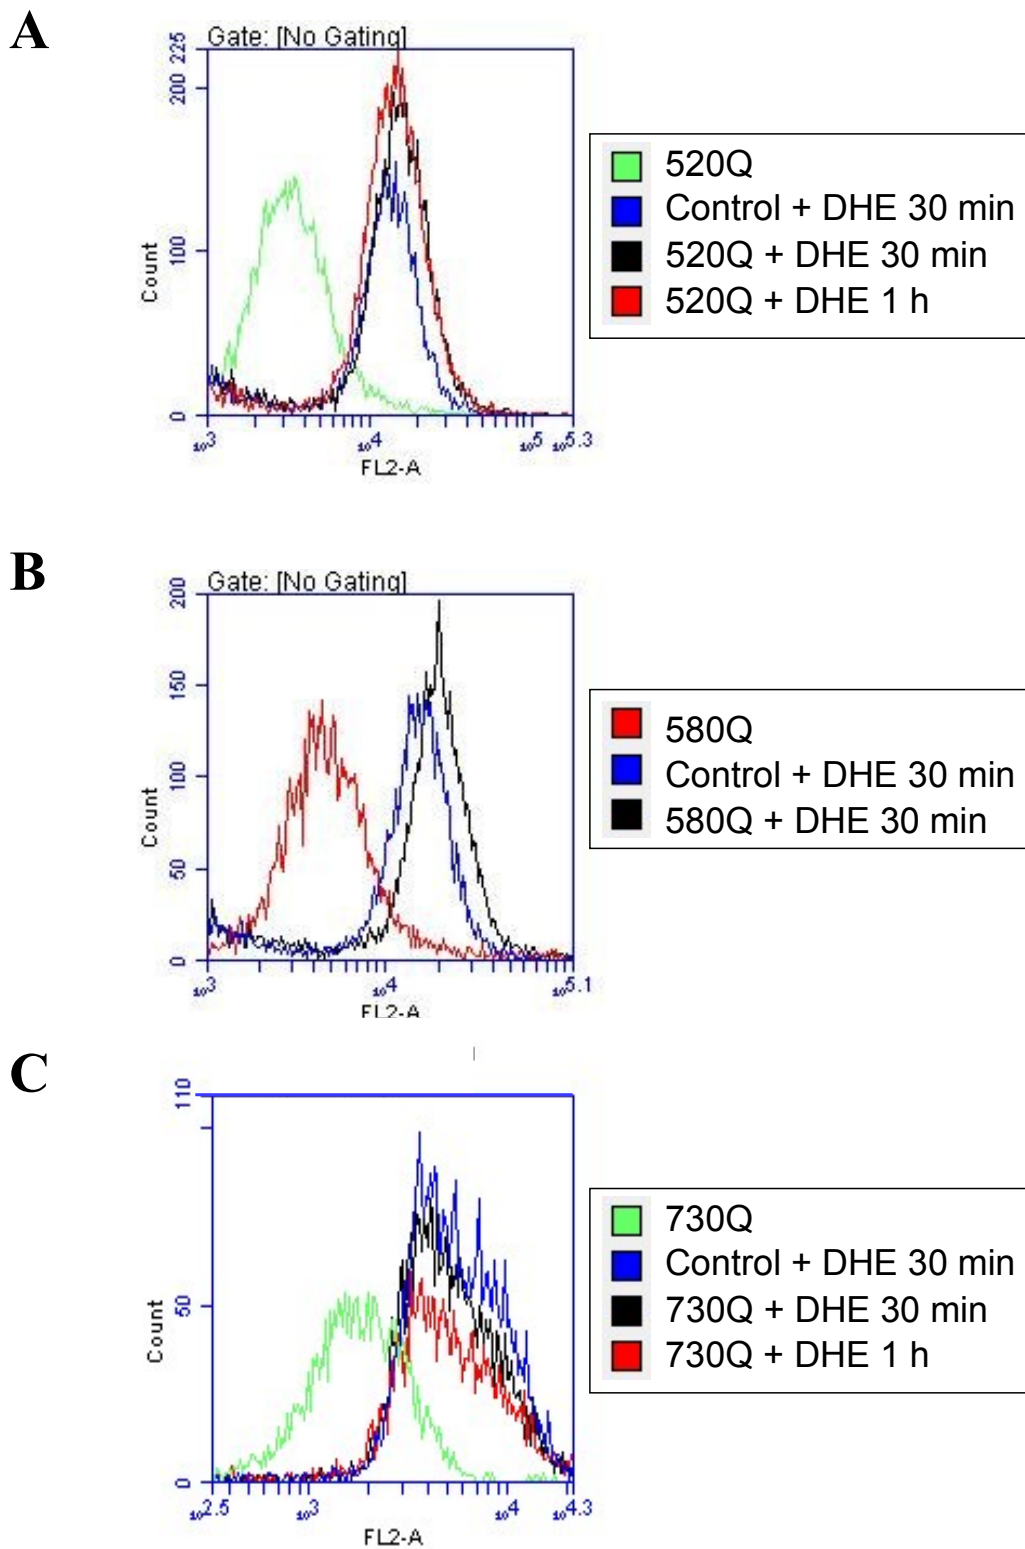 A
Gate: [No Gating]
225
200
100
0
Count
10^3
10^4
10^5
10^5.3
FL2-A
520Q
Control + DHE 30 min
520Q + DHE 30 min
520Q + DHE 1 h
B
Gate: [No Gating]
200
150
100
50
0
Count
10^3
10^4
10^5.1
FL2-A
580Q
Control + DHE 30 min
580Q + DHE 30 min
C
110
50
0
Count
10^2.5
10^3
10^4
10^4.3
FL2-A
730Q
Control + DHE 30 min
730Q + DHE 30 min
730Q + DHE 1 h